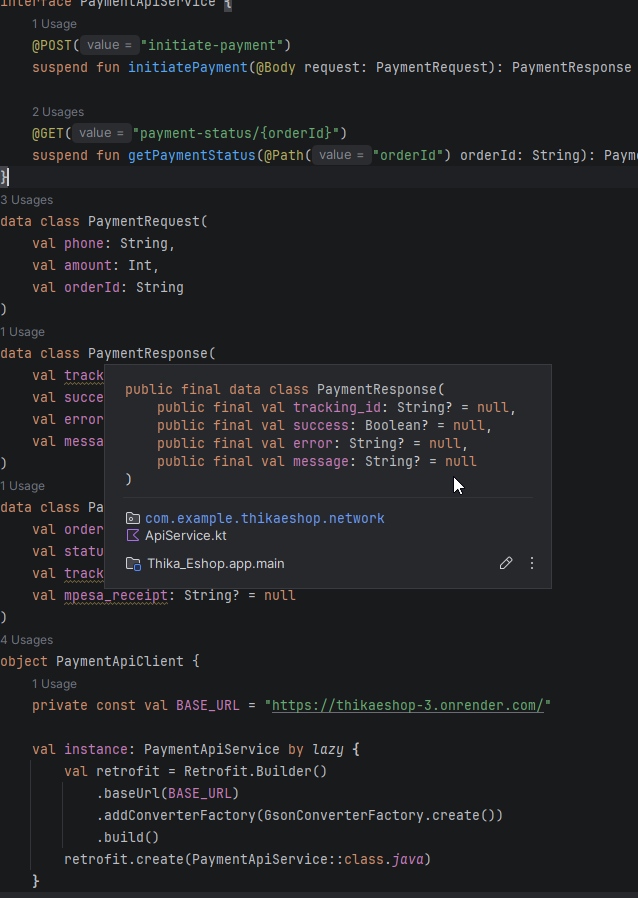 interface PaymentApiService {
1 Usage
@POST( value = "initiate-payment")
suspend fun initiatePayment(@Body request: PaymentRequest): PaymentResponse
2 Usages
@GET( value = "payment-status/{orderId}")
suspend fun getPaymentStatus(@Path( value = "orderId") orderId: String): Payme
}
3 Usages
data class PaymentRequest(
val phone: String,
val amount: Int,
val orderId: String
)
1 Usage
data class PaymentResponse(
val track
val succe
val error
val messa
)
public final data class PaymentResponse(
public final val tracking_id: String? = null,
public final val success: Boolean? = null,
public final val error: String? = null,
public final val message: String? = null
)
com.example.thikaeshop.network
ApiService.kt
Thika_Eshop.app.main
1 Usage
data class Pa
val order
val statu
val track
val mpesa_receipt: String? = null
)
4 Usages
object PaymentApiClient {
1 Usage
private const val BASE_URL = "https://thikaeshop-3.onrender.com/"
val instance: PaymentApiService by lazy {
val retrofit = Retrofit.Builder()
.baseUrl(BASE_URL)
.addConverterFactory(GsonConverterFactory.create())
.build()
retrofit.create(PaymentApiService::class.java)
}